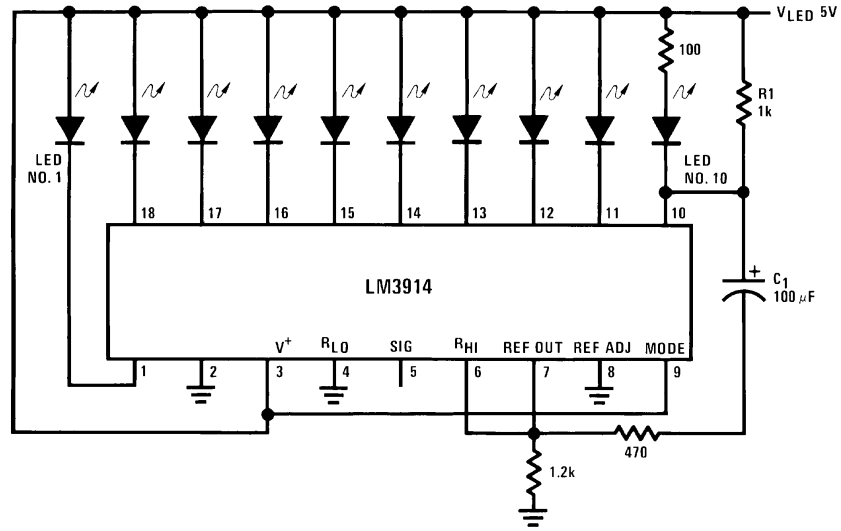 V_LED 5V
100
R1
1k
LED
NO. 1
LED
NO. 10
18 17 16 15 14 13 12 11 10
LM3914
C1
100 μF
V+ RLO SIG RHI REF OUT REF ADJ MODE
1 2 3 4 5 6 7 8 9
470
1.2k